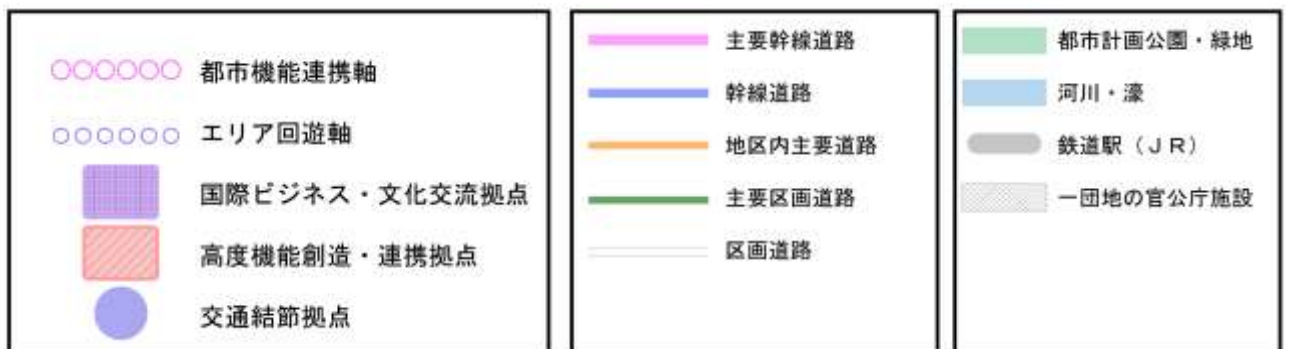 都市機能連携軸
エリア回遊軸
国際ビジネス・文化交流拠点
高度機能創造・連携拠点
交通結節拠点
主要幹線道路
幹線道路
地区内主要道路
主要区画道路
区画道路
都市計画公園・緑地
河川・濠
鉄道駅（ＪＲ）
一団地の官公庁施設